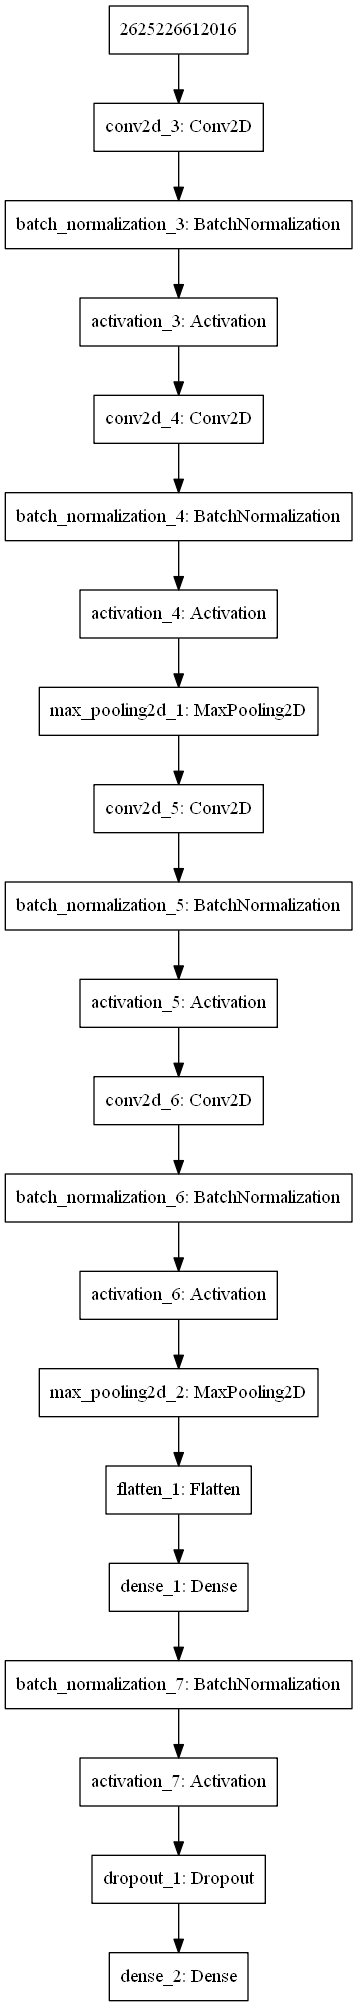 2625226612016
conv2d_3: Conv2D
batch_normalization_3: BatchNormalization
activation_3: Activation
conv2d_4: Conv2D
batch_normalization_4: BatchNormalization
activation_4: Activation
max_pooling2d_1: MaxPooling2D
conv2d_5: Conv2D
batch_normalization_5: BatchNormalization
activation_5: Activation
conv2d_6: Conv2D
batch_normalization_6: BatchNormalization
activation_6: Activation
max_pooling2d_2: MaxPooling2D
flatten_1: Flatten
dense_1: Dense
batch_normalization_7: BatchNormalization
activation_7: Activation
dropout_1: Dropout
dense_2: Dense